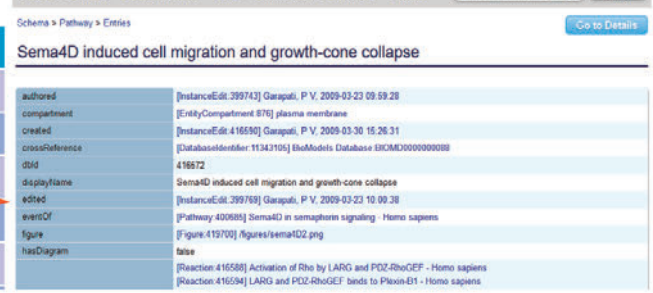 Schema > Pathway > Entries
Go to Details
Sema4D induced cell migration and growth-cone collapse
authored [InstanceEdit:399743] Garapati, P V, 2009-03-23 09:59:28
compartment [EntityCompartment:876] plasma membrane
created [InstanceEdit:416590] Garapati, P V, 2009-03-30 15:26:31
crossReference [DatabaseIdentifier:11343105] BioModels Database:BIOMD0000000088
dbId 416572
displayName Sema4D induced cell migration and growth-cone collapse
edited [InstanceEdit:399769] Garapati, P V, 2009-03-23 10:00:38
eventOf [Pathway:400685] Sema4D in semaphorin signaling - Homo sapiens
figure [Figure:419700] /figures/sema4D2.png
hasDiagram false
[Reaction:416588] Activation of Rho by LARG and PDZ-RhoGEF - Homo sapiens
[Reaction:416594] LARG and PDZ-RhoGEF binds to Plexin-B1 - Homo sapiens